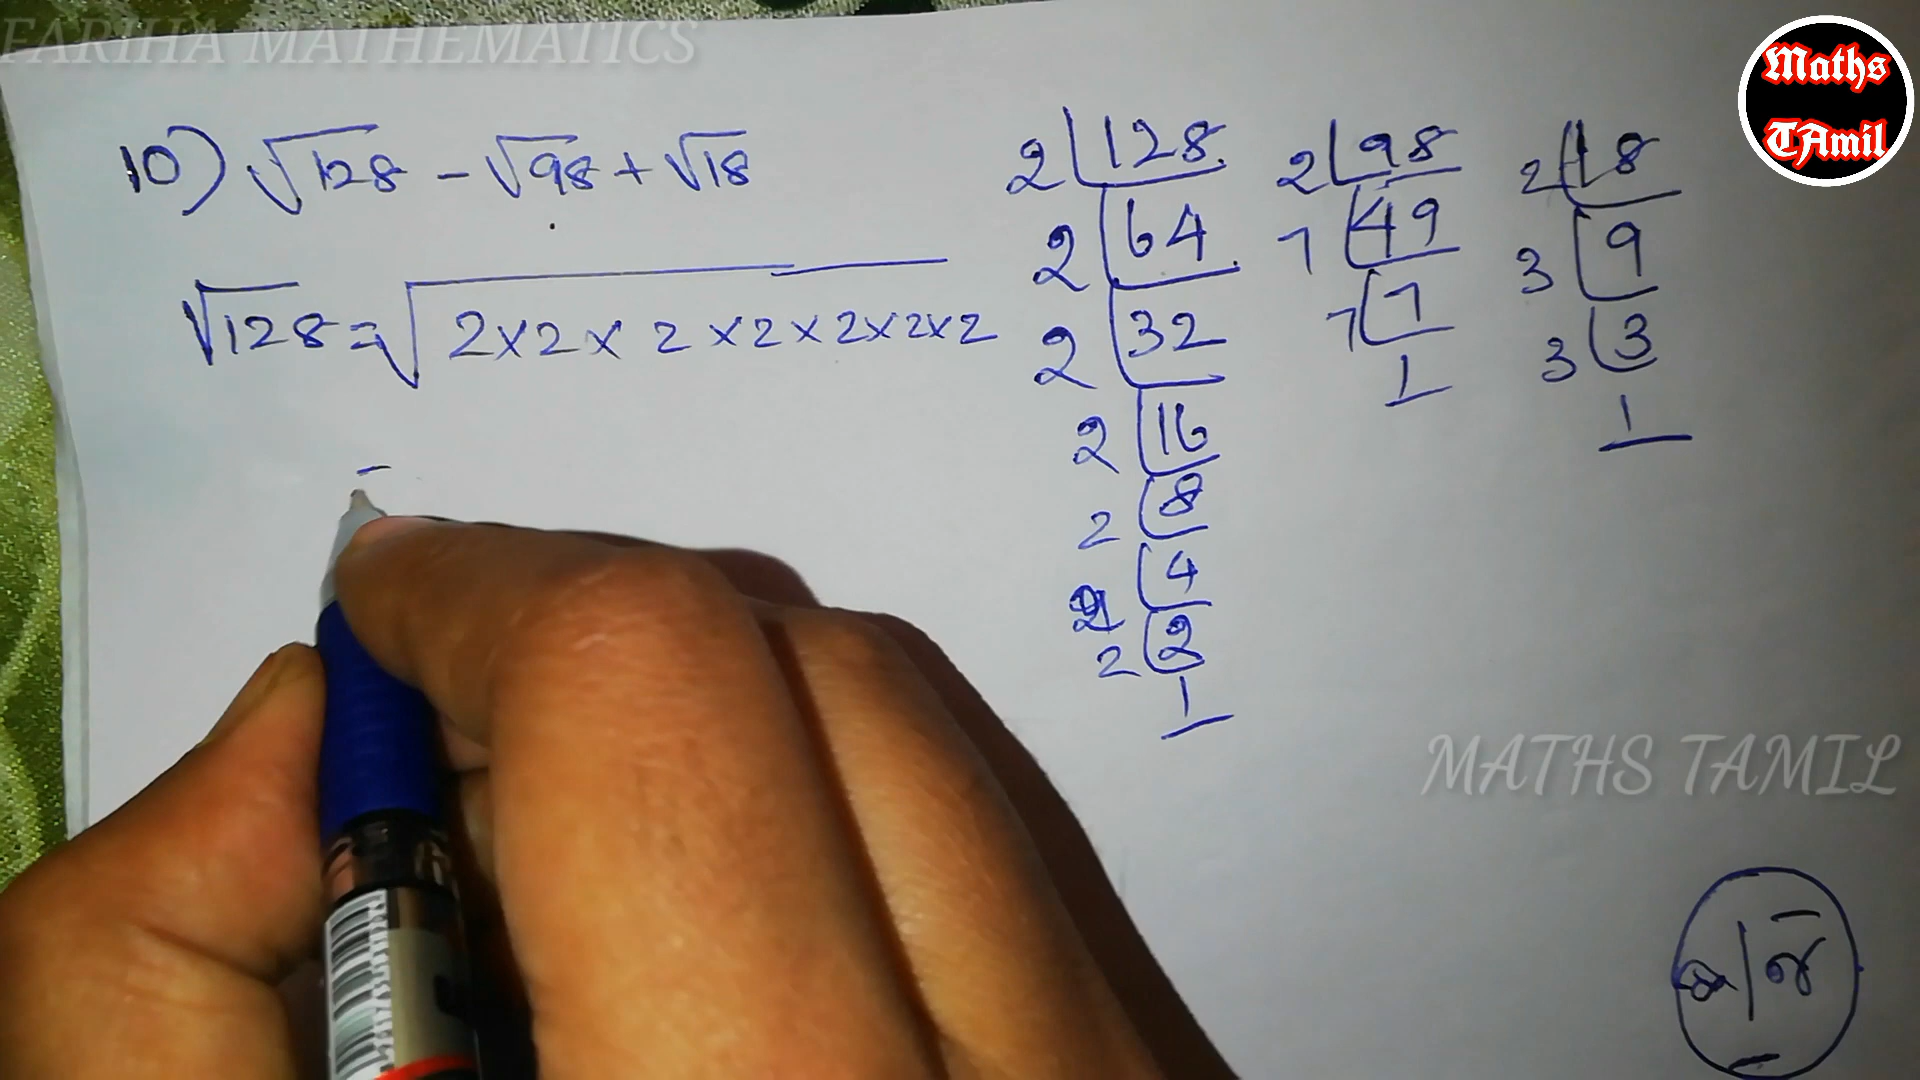 FARIHA MATHEMATICS
Maths
TAmil
10) √128 - √98 + √18
√128 = √2×2×2×2×2×2×2
=
2 128
2 64
2 32
2 16
2 8
2 4
2 2
1
2 98
7 49
7 7
1
2 18
3 9
3 3
1
MATHS TAMIL